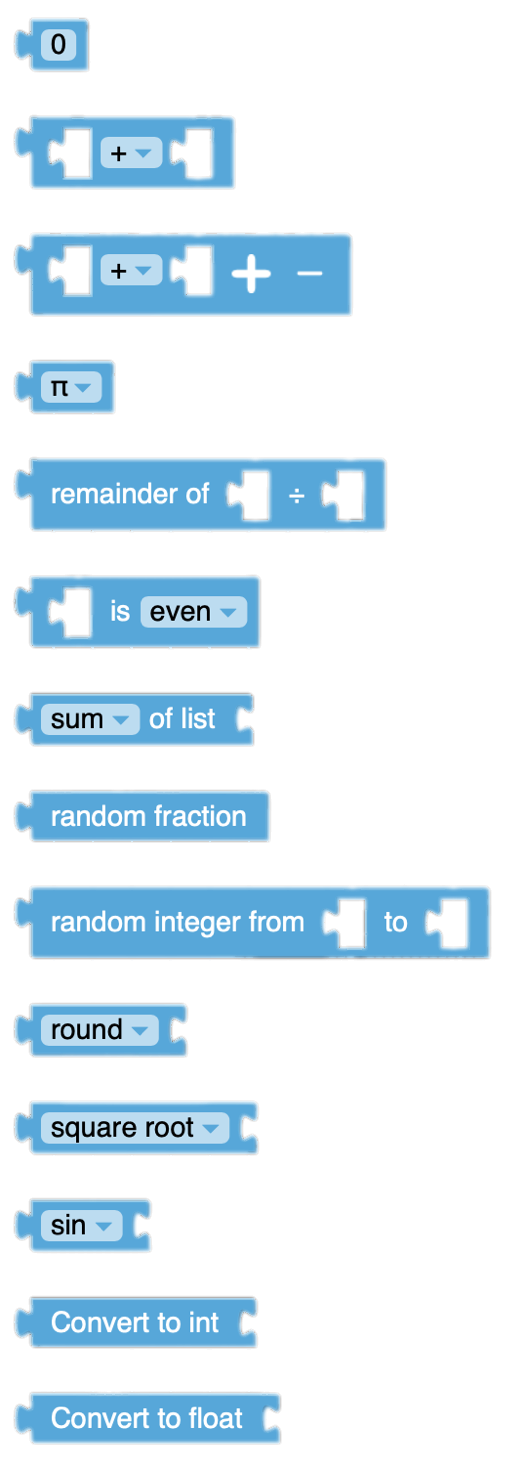 0
+
+ + −
π
remainder of ÷
is even
sum of list
random fraction
random integer from to
round
square root
sin
Convert to int
Convert to float